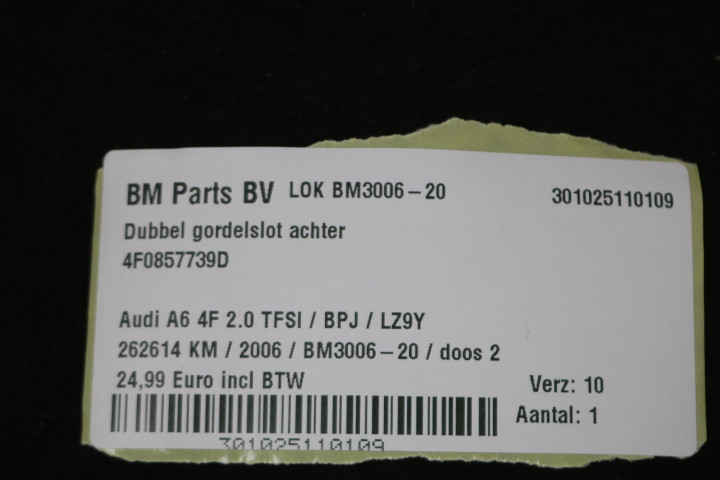 BM Parts BV LOK BM3006-20 301025110109
Dubbel gordelslot achter
4F0857739D
Audi A6 4F 2.0 TFSI / BPJ / LZ9Y
262614 KM / 2006 / BM3006-20 / doos 2
24,99 Euro incl BTW Verz: 10
Aantal: 1
301025110109